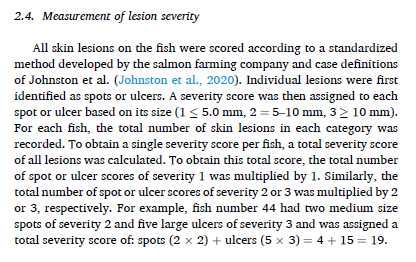 2.4. Measurement of lesion severity
All skin lesions on the fish were scored according to a standardized
method developed by the salmon farming company and case definitions
of Johnston et al. (Johnston et al., 2020). Individual lesions were first
identified as spots or ulcers. A severity score was then assigned to each
spot or ulcer based on its size (1 ≤ 5.0 mm, 2 = 5–10 mm, 3 ≥ 10 mm).
For each fish, the total number of skin lesions in each category was
recorded. To obtain a single severity score per fish, a total severity score
of all lesions was calculated. To obtain this total score, the total number
of spot or ulcer scores of severity 1 was multiplied by 1. Similarly, the
total number of spot or ulcer scores of severity 2 or 3 was multiplied by 2
or 3, respectively. For example, fish number 44 had two medium size
spots of severity 2 and five large ulcers of severity 3 and was assigned a
total severity score of: spots (2 × 2) + ulcers (5 × 3) = 4 + 15 = 19.